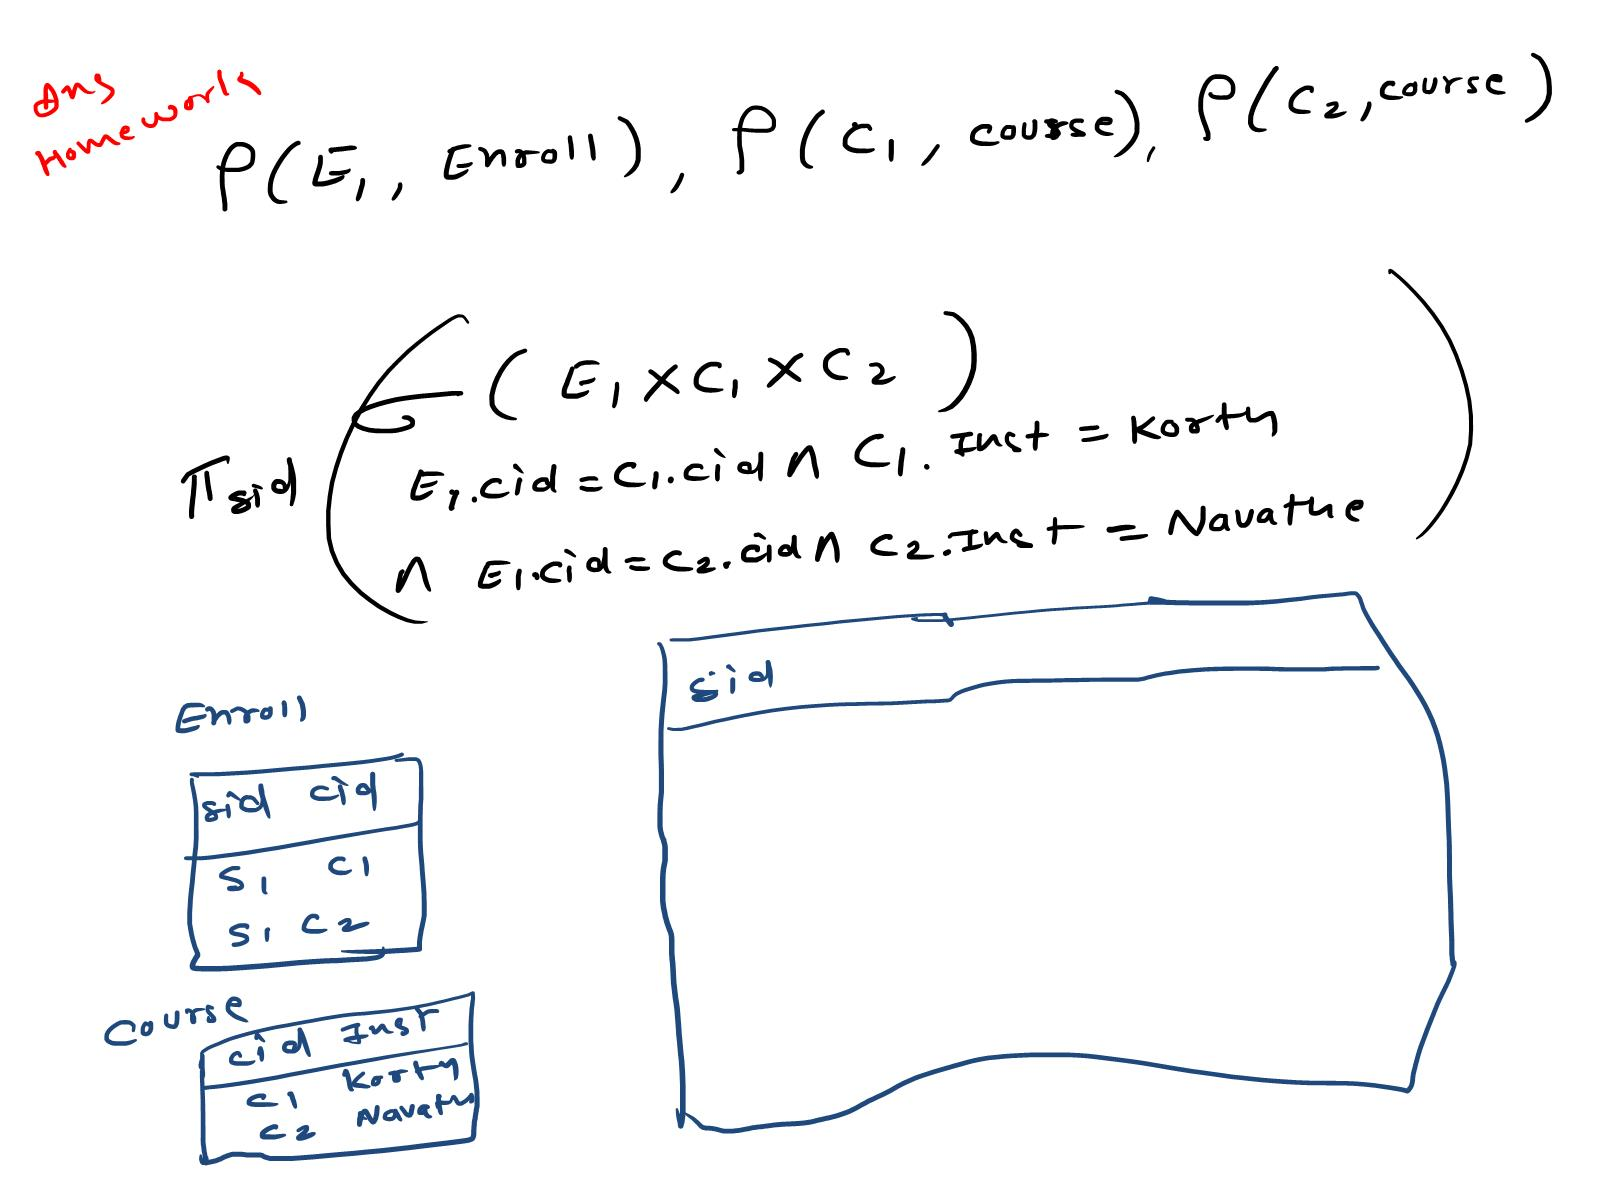 Ans
Homework
ρ(E₁, Enroll), ρ(C₁, course), ρ(C₂, course)
σ(E₁ × C₁ × C₂)
E₁.cid = C₁.cid ∧ C₁.Inst = Korty
πsid
∧ E₁.cid = C₂.cid ∧ C₂.Inst = Navathe
sid
Enroll
sid cid
S₁ C1
S₁ C2
Course
cid Inst
C1 Korty
C2 Navath